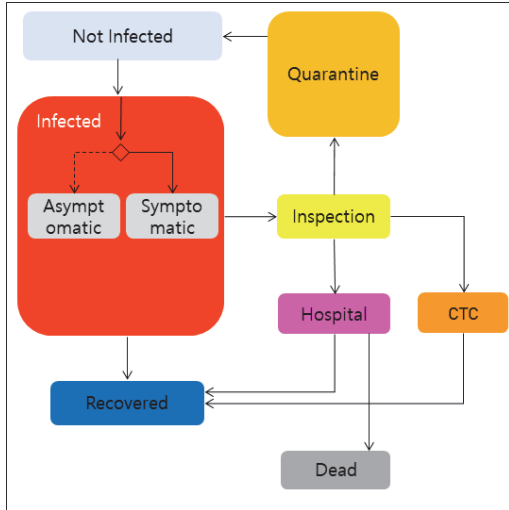 Not Infected
Quarantine
Infected
Asympt
omatic
Sympto
matic
Inspection
Hospital
CTC
Recovered
Dead